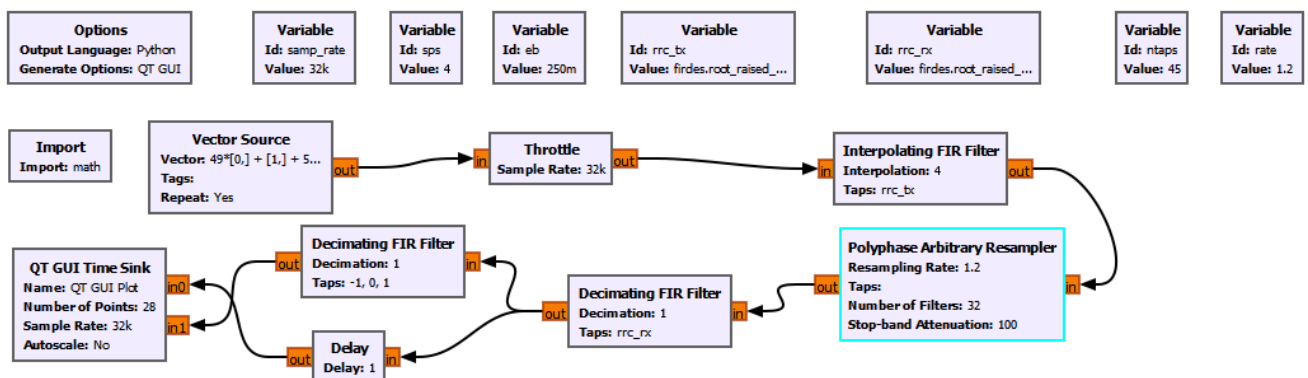 Options
Output Language: Python
Generate Options: QT GUI
Variable
Id: samp_rate
Value: 32k
Variable
Id: sps
Value: 4
Variable
Id: eb
Value: 250m
Variable
Id: rrc_tx
Value: firdes.root_raised_...
Variable
Id: rrc_rx
Value: firdes.root_raised_...
Variable
Id: ntaps
Value: 45
Variable
Id: rate
Value: 1.2
Import
Import: math
Vector Source
Vector: 49*[0,] + [1,] + 5...
Tags:
Repeat: Yes
out
in
Throttle
Sample Rate: 32k
out
in
Interpolating FIR Filter
Interpolation: 4
Taps: rrc_tx
out
QT GUI Time Sink
Name: QT GUI Plot
Number of Points: 28
Sample Rate: 32k
Autoscale: No
in0
in1
out
Decimating FIR Filter
Decimation: 1
Taps: -1, 0, 1
in
out
Delay
Delay: 1
in
out
Decimating FIR Filter
Decimation: 1
Taps: rrc_rx
in
out
Polyphase Arbitrary Resampler
Resampling Rate: 1.2
Taps:
Number of Filters: 32
Stop-band Attenuation: 100
in